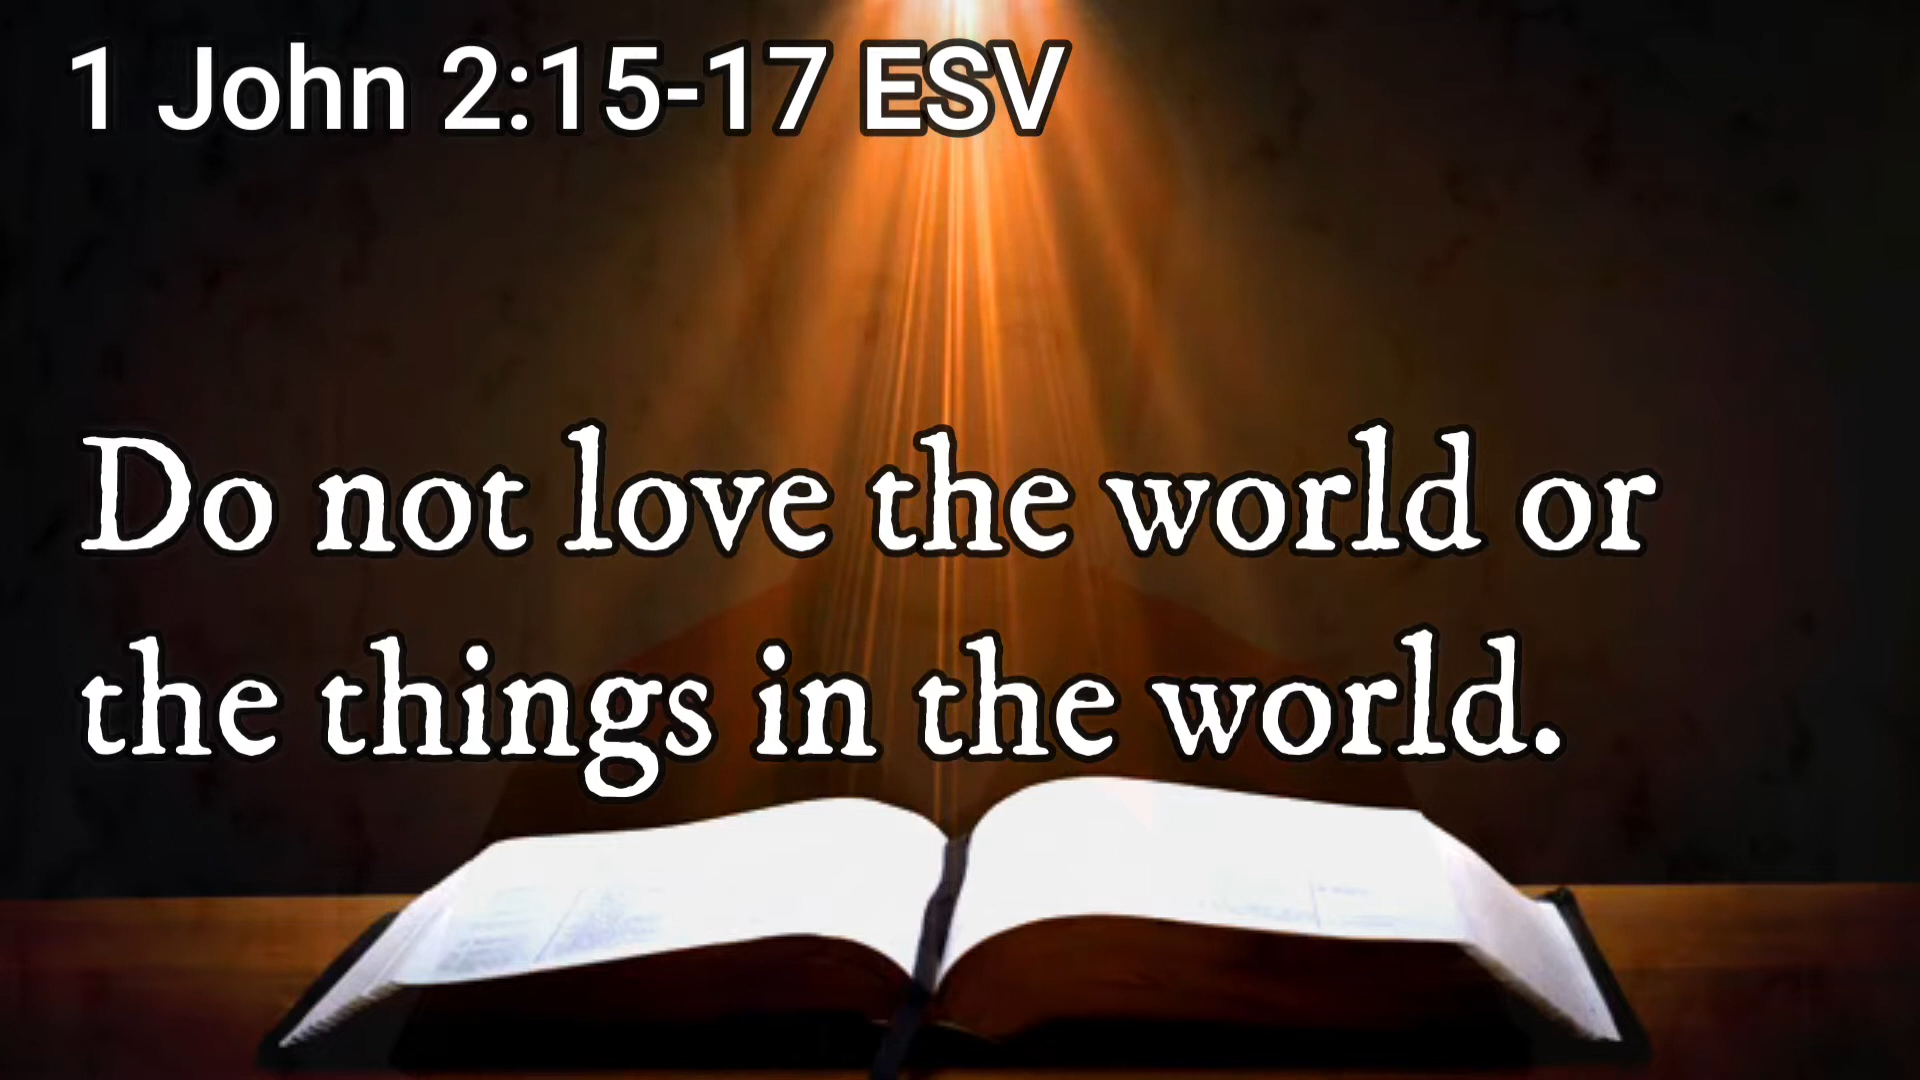 1 John 2:15-17 ESV
Do not love the world or
the things in the world.